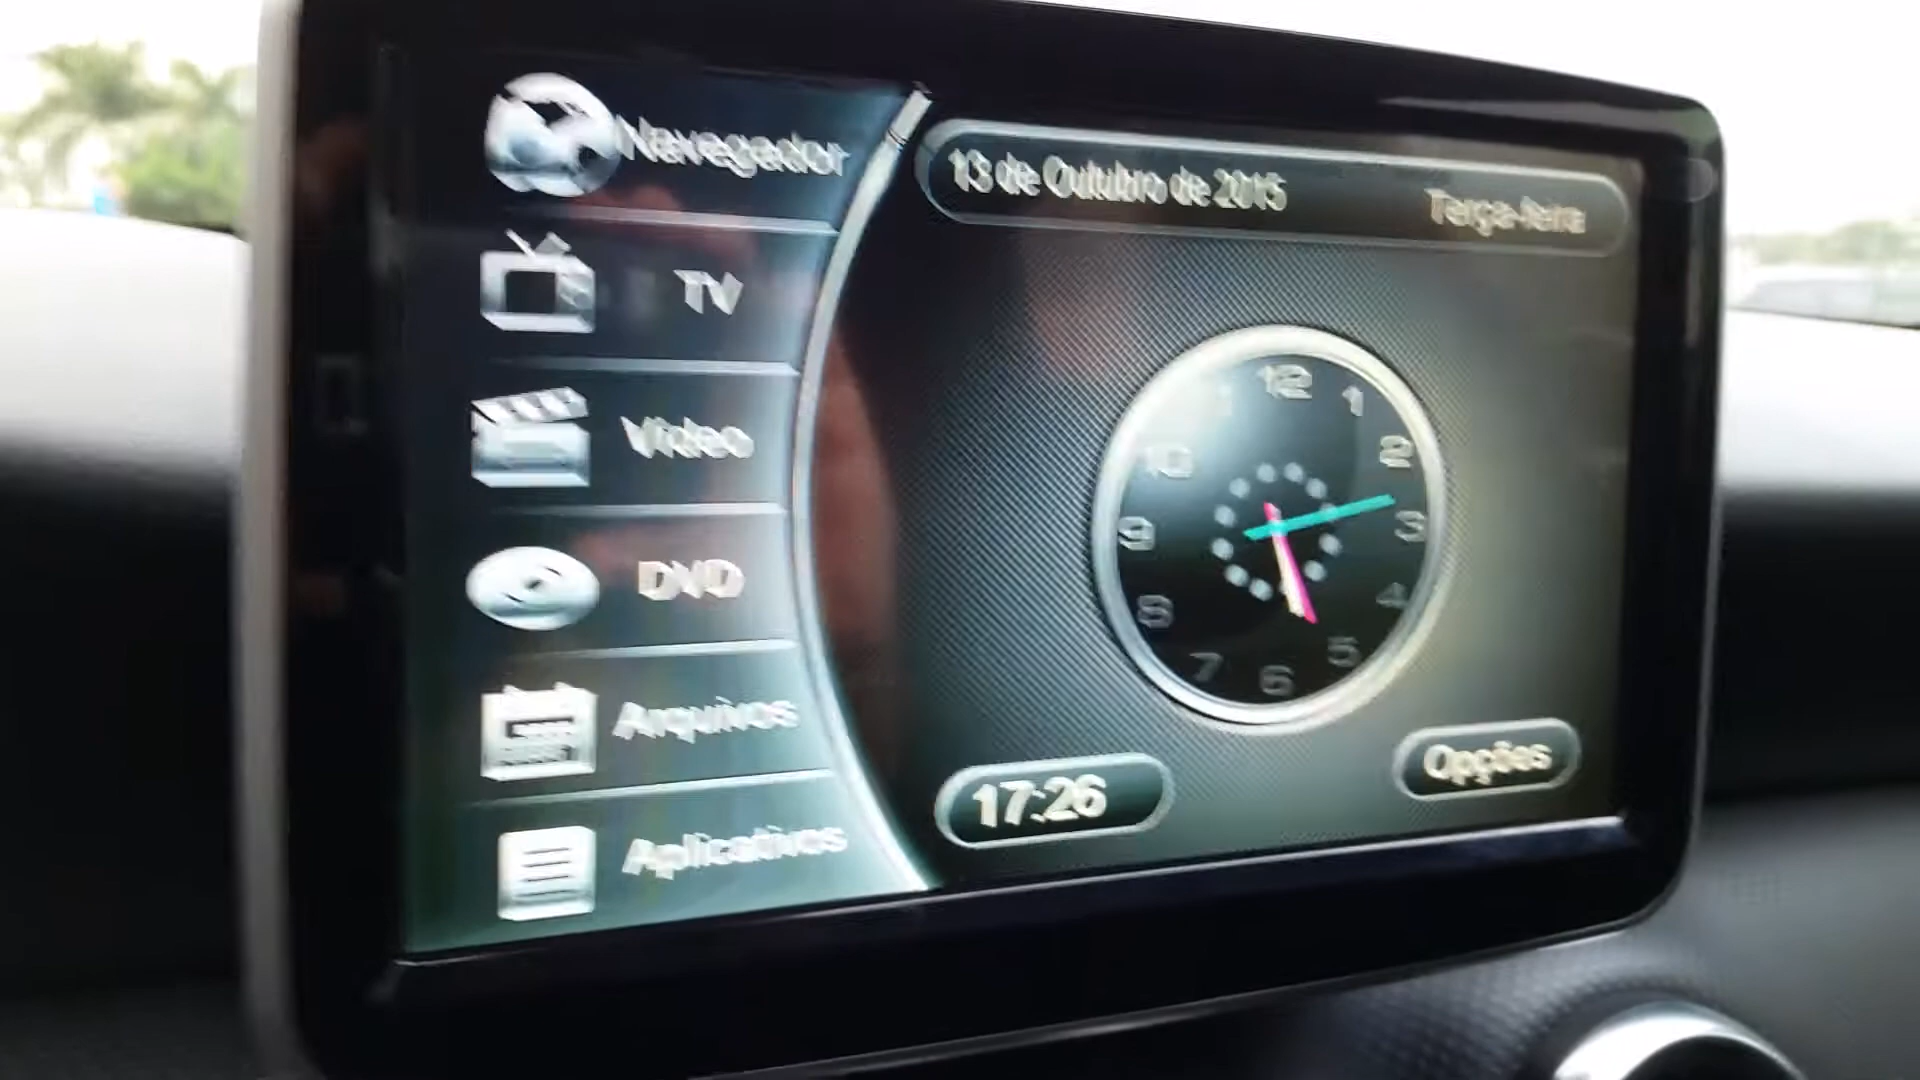 Navegador
TV
Vídeo
DVD
Arquivos
Aplicativos
13 de Outubro de 2015
Terça-feira
12
1
2
3
4
5
6
7
8
9
10
17:26
Opções